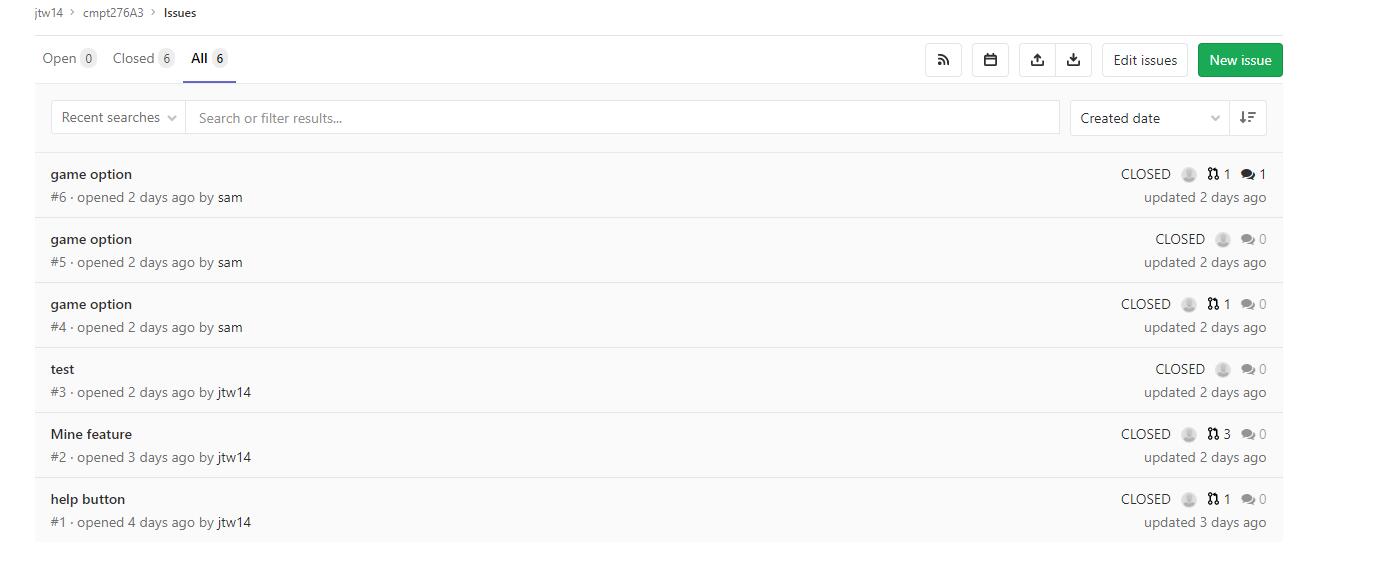 jtw14 > cmpt276A3 > Issues
Open 0 Closed 6 All 6 Edit issues New issue
Recent searches Search or filter results... Created date
game option CLOSED 1 1
#6 · opened 2 days ago by sam updated 2 days ago
game option CLOSED 0
#5 · opened 2 days ago by sam updated 2 days ago
game option CLOSED 1 0
#4 · opened 2 days ago by sam updated 2 days ago
test CLOSED 0
#3 · opened 2 days ago by jtw14 updated 2 days ago
Mine feature CLOSED 3 0
#2 · opened 3 days ago by jtw14 updated 2 days ago
help button CLOSED 1 0
#1 · opened 4 days ago by jtw14 updated 3 days ago